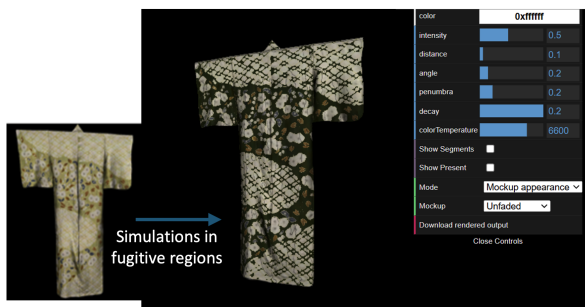 color 0xffffff
intensity 0.5
distance 0.1
angle 0.2
penumbra 0.2
decay 0.2
colorTemperature 6600
Show Segments
Show Present
Mode Mockup appearance
Mockup Unfaded
Download rendered output
Close Controls
Simulations in
fugitive regions